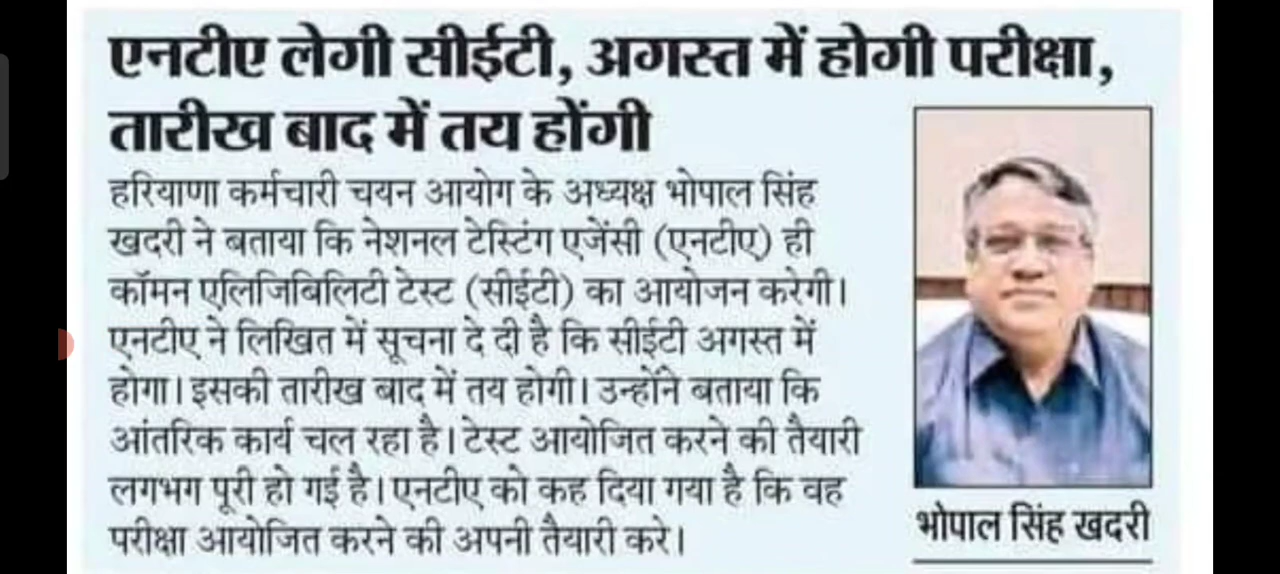 एनटीए लेगी सीईटी, अगस्त में होगी परीक्षा,
तारीख बाद में तय होंगी
हरियाणा कर्मचारी चयन आयोग के अध्यक्ष भोपाल सिंह
खदरी ने बताया कि नेशनल टेस्टिंग एजेंसी (एनटीए) ही
कॉमन एलिजिबिलिटी टेस्ट (सीईटी) का आयोजन करेगी।
एनटीए ने लिखित में सूचना दे दी है कि सीईटी अगस्त में
होगा। इसकी तारीख बाद में तय होगी। उन्होंने बताया कि
आंतरिक कार्य चल रहा है। टेस्ट आयोजित करने की तैयारी
लगभग पूरी हो गई है। एनटीए को कह दिया गया है कि वह
परीक्षा आयोजित करने की अपनी तैयारी करे।
भोपाल सिंह खदरी